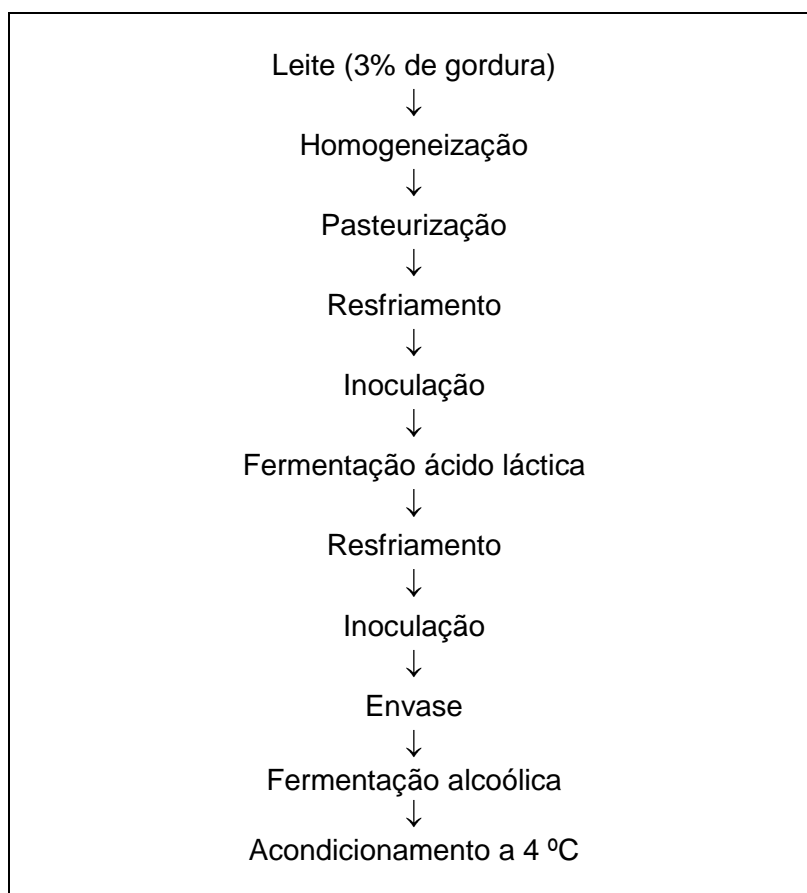 Leite (3% de gordura)
↓
Homogeneização
↓
Pasteurização
↓
Resfriamento
↓
Inoculação
↓
Fermentação ácido láctica
↓
Resfriamento
↓
Inoculação
↓
Envase
↓
Fermentação alcoólica
↓
Acondicionamento a 4 ºC